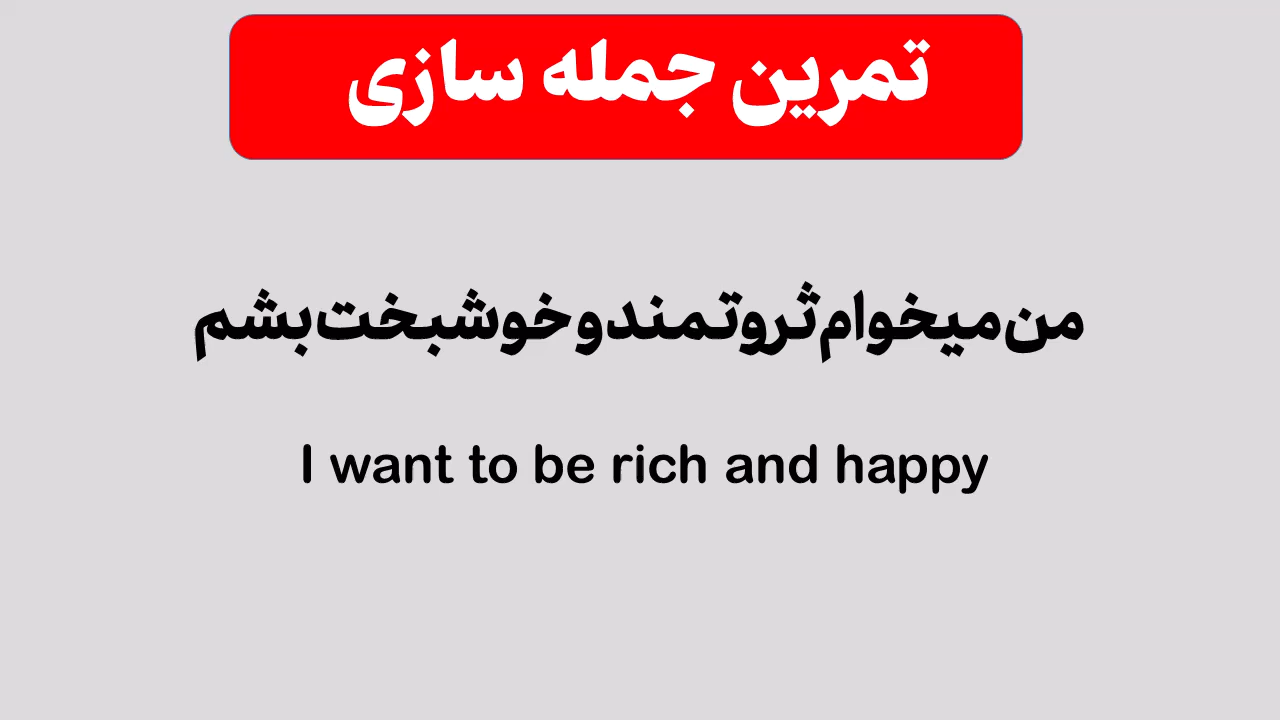 تمرین جمله سازی
من میخوام ثروتمند و خوشبخت بشم
I want to be rich and happy